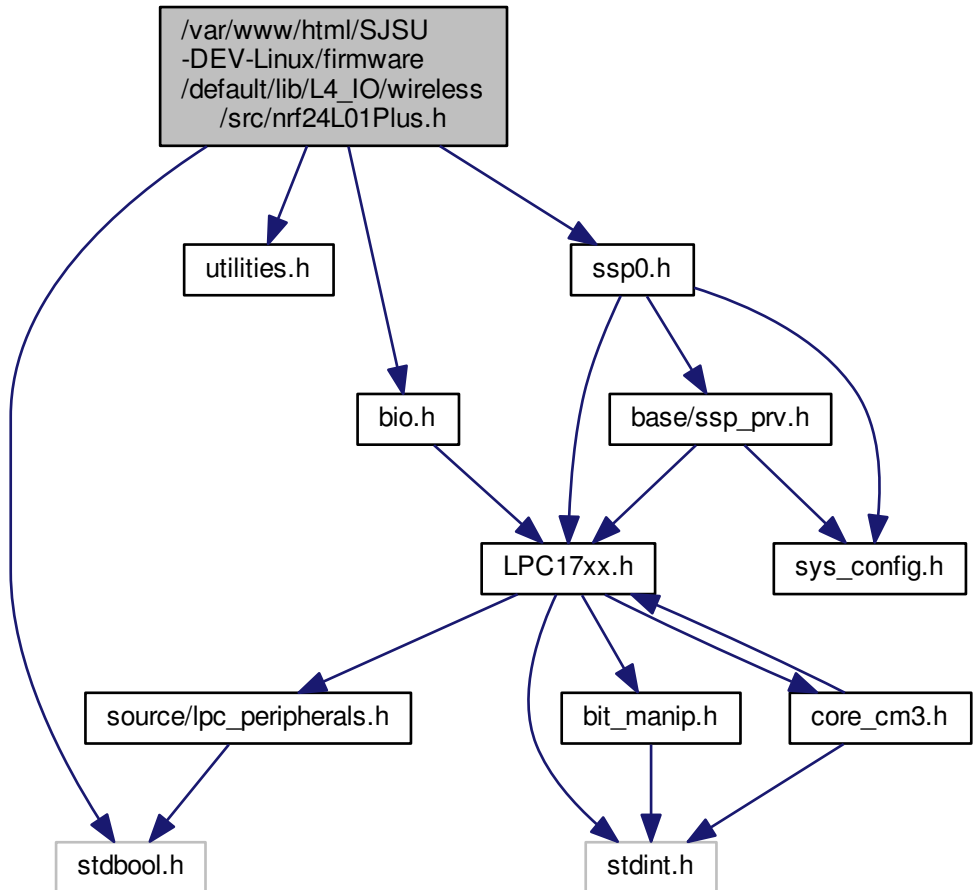 /var/www/html/SJSU
-DEV-Linux/firmware
/default/lib/L4_IO/wireless
/src/nrf24L01Plus.h
utilities.h
ssp0.h
bio.h
base/ssp_prv.h
LPC17xx.h
sys_config.h
source/lpc_peripherals.h
bit_manip.h
core_cm3.h
stdbool.h
stdint.h